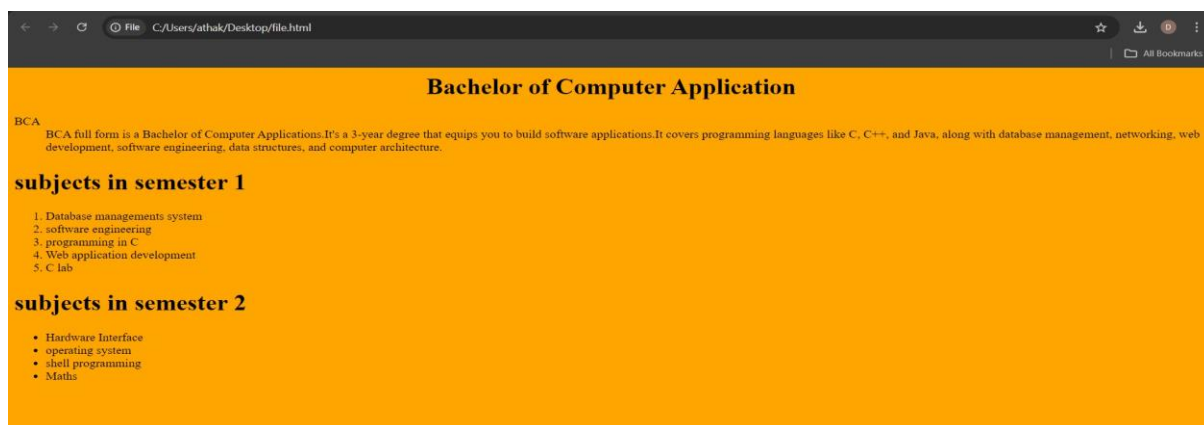 File C:/Users/athak/Desktop/file.html
D
All Bookmarks
Bachelor of Computer Application
BCA
BCA full form is a Bachelor of Computer Applications.It's a 3-year degree that equips you to build software applications.It covers programming languages like C, C++, and Java, along with database management, networking, web
development, software engineering, data structures, and computer architecture.
subjects in semester 1
1. Database managements system
2. software engineering
3. programming in C
4. Web application development
5. C lab
subjects in semester 2
• Hardware Interface
• operating system
• shell programming
• Maths